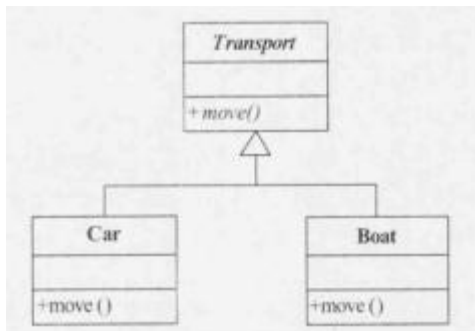 Transport
+move()
Car
Boat
+move ()
+move ()